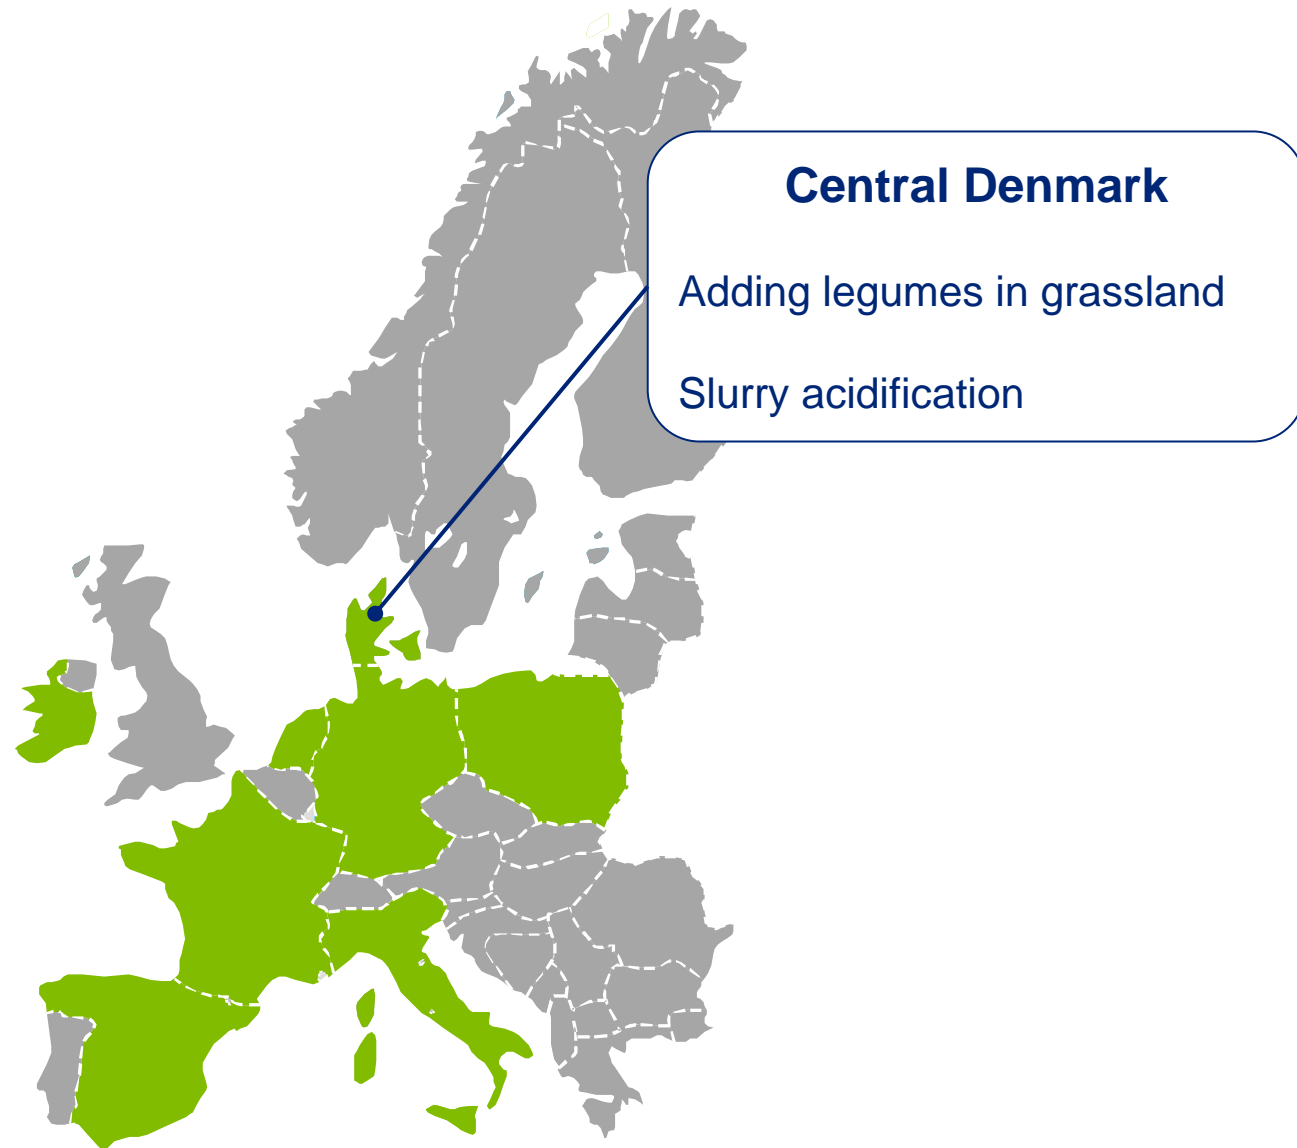 Central Denmark
Adding legumes in grassland
Slurry acidification